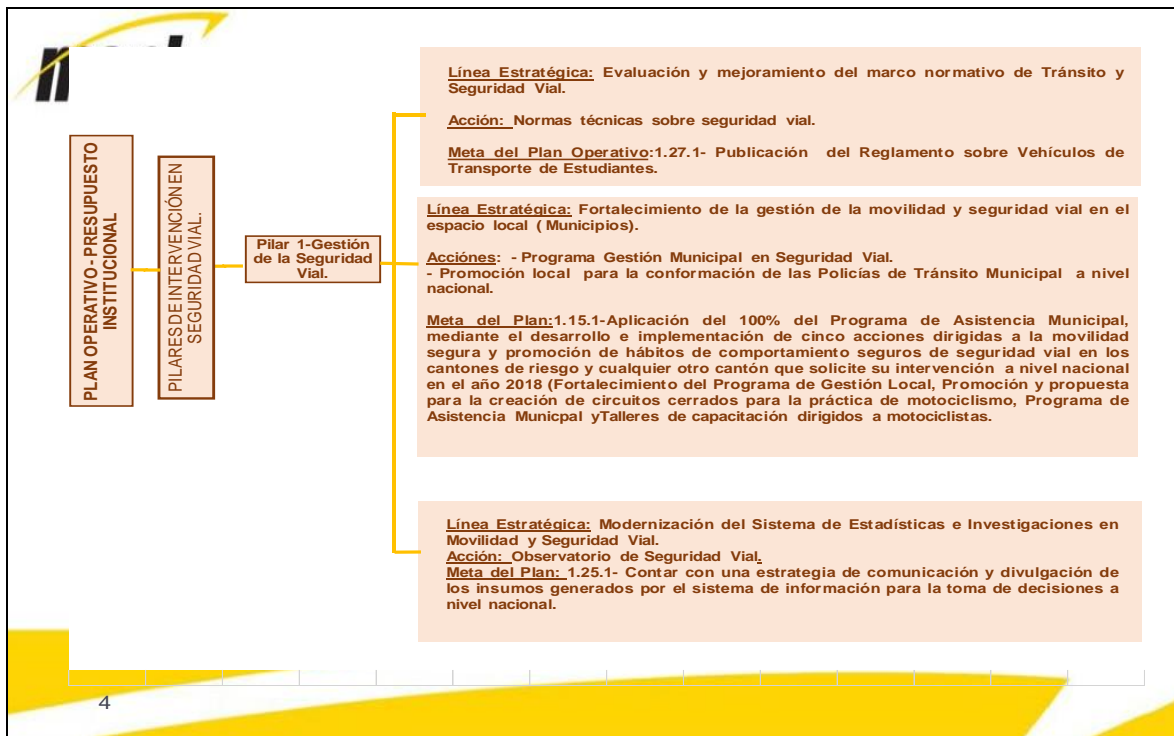 PLAN OPERATIVO - PRESUPUESTO
INSTITUCIONAL
PILARES DE INTERVENCIÓN EN
SEGURIDAD VIAL.
Pilar 1-Gestión
de la Seguridad
Vial.
Línea Estratégica: Evaluación y mejoramiento del marco normativo de Tránsito y
Seguridad Vial.
Acción: Normas técnicas sobre seguridad vial.
Meta del Plan Operativo:1.27.1- Publicación del Reglamento sobre Vehículos de
Transporte de Estudiantes.
Línea Estratégica: Fortalecimiento de la gestión de la movilidad y seguridad vial en el
espacio local ( Municipios).
Acciónes: - Programa Gestión Municipal en Seguridad Vial.
- Promoción local para la conformación de las Policías de Tránsito Municipal a nivel
nacional.
Meta del Plan:1.15.1-Aplicación del 100% del Programa de Asistencia Municipal,
mediante el desarrollo e implementación de cinco acciones dirigidas a la movilidad
segura y promoción de hábitos de comportamiento seguros de seguridad vial en los
cantones de riesgo y cualquier otro cantón que solicite su intervención a nivel nacional
en el año 2018 (Fortalecimiento del Programa de Gestión Local, Promoción y propuesta
para la creación de circuitos cerrados para la práctica de motociclismo, Programa de
Asistencia Municpal yTalleres de capacitación dirigidos a motociclistas.
Línea Estratégica: Modernización del Sistema de Estadísticas e Investigaciones en
Movilidad y Seguridad Vial.
Acción: Observatorio de Seguridad Vial.
Meta del Plan: 1.25.1- Contar con una estrategia de comunicación y divulgación de
los insumos generados por el sistema de información para la toma de decisiones a
nivel nacional.
4